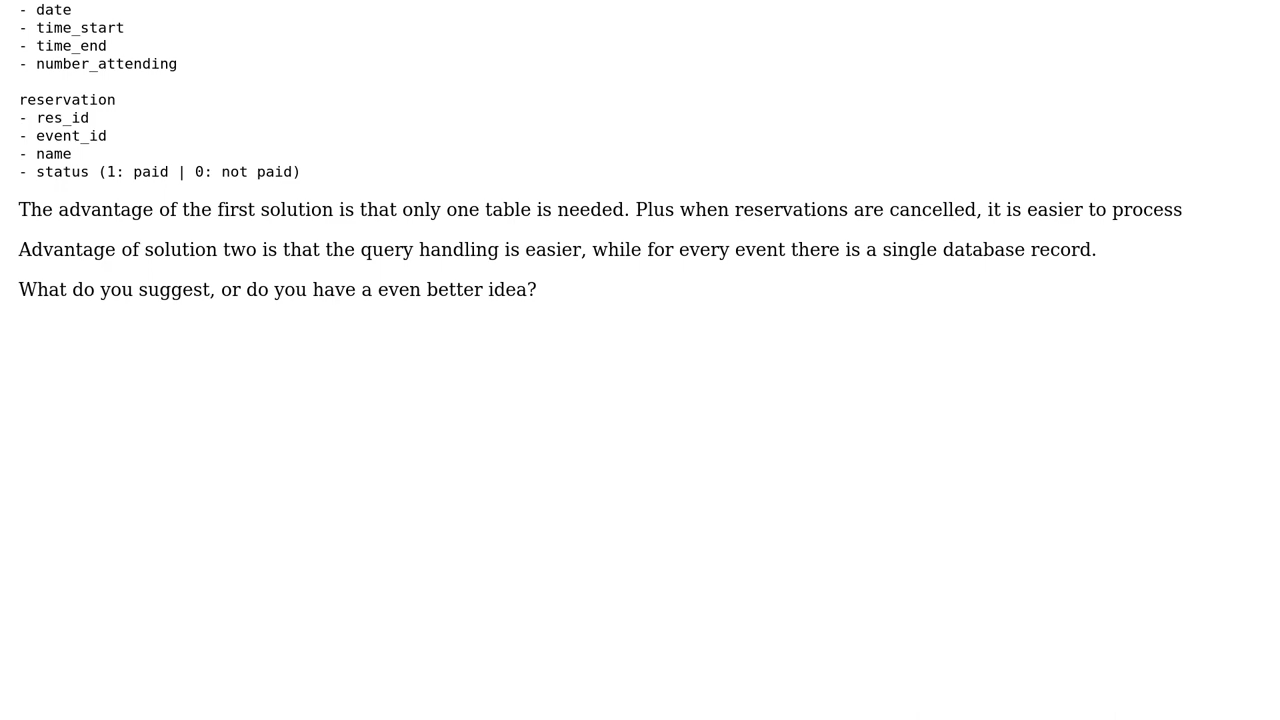 - date
- time_start
- time_end
- number_attending
reservation
- res_id
- event_id
- name
- status (1: paid | 0: not paid)
The advantage of the first solution is that only one table is needed. Plus when reservations are cancelled, it is easier to process
Advantage of solution two is that the query handling is easier, while for every event there is a single database record.
What do you suggest, or do you have a even better idea?